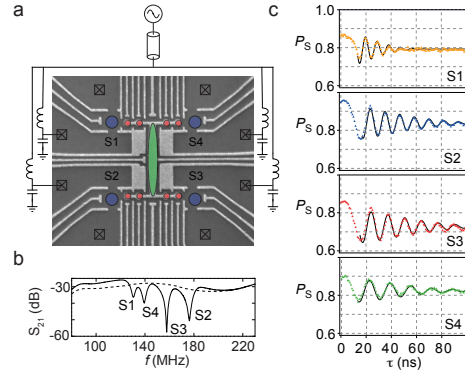 a
S1
S4
S2
S3
b
S21 (dB)
-30
-60
S1
S4
S3
S2
100
140
180
220
f (MHz)
c
PS
1.0
0.8
0.6
S1
PS
0.8
0.6
S2
PS
0.8
0.6
S3
PS
0.8
0.6
S4
0
20
40
60
80
τ (ns)